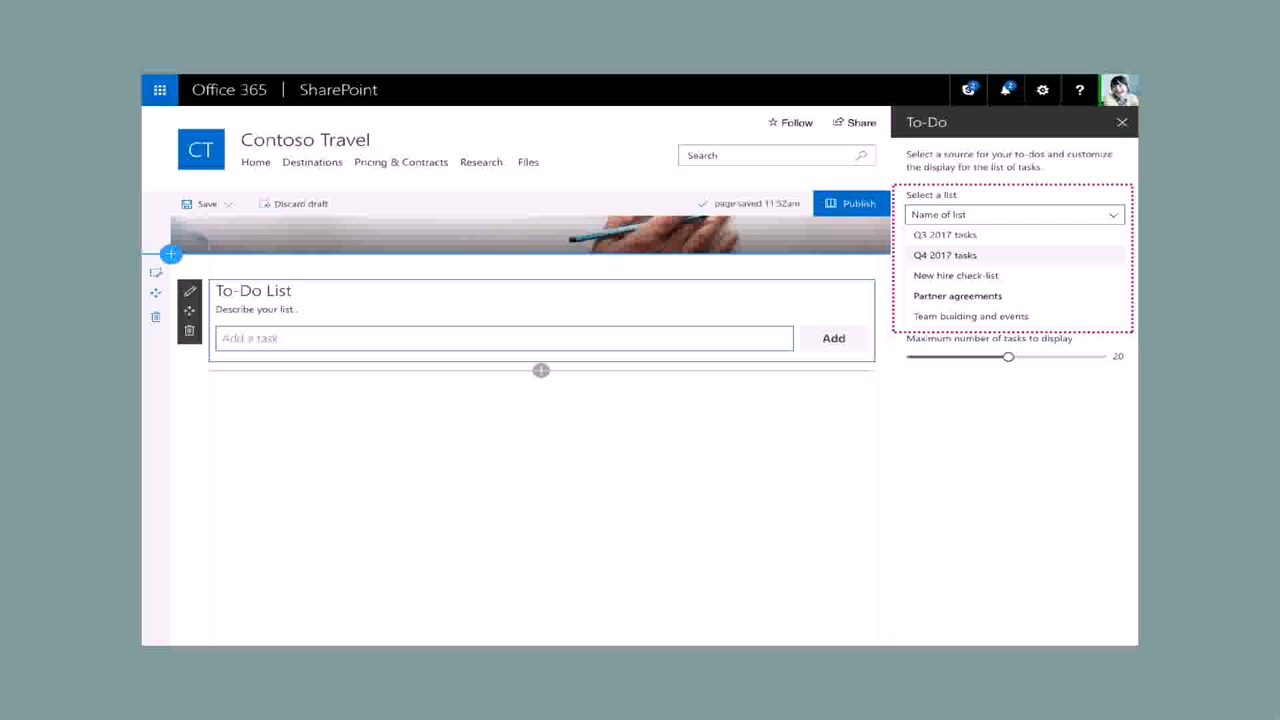 Office 365 | SharePoint
2
2
?
Follow
Share
CT
Contoso Travel
Home Destinations Pricing & Contracts Research Files
Search
Save
Discard draft
page saved 11:52am
Publish
To-Do List
Describe your list..
Add a task
Add
To-Do
Select a source for your to-dos and customize
the display for the list of tasks..
Select a list
Name of list
Q3 2017 tasks
Q4 2017 tasks
New hire check-list
Partner agreements
Team building and events
Maximum number of tasks to display
20